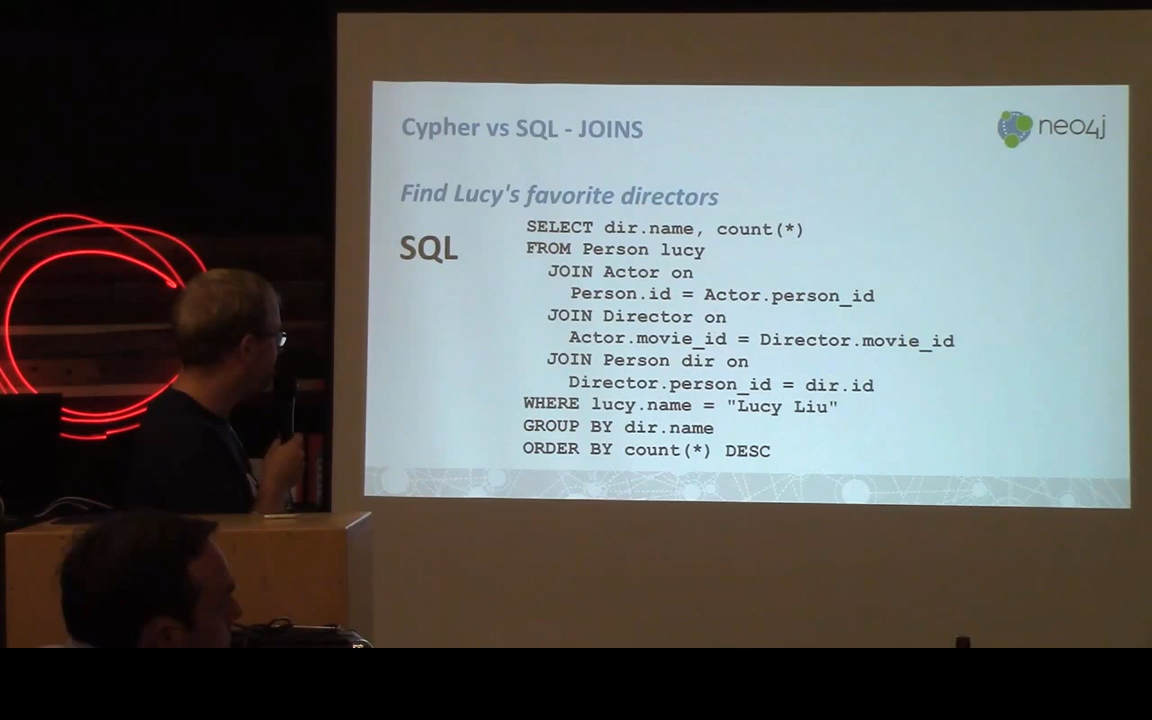 Cypher vs SQL - JOINS
neo4j
Find Lucy's favorite directors
SQL
SELECT dir.name, count(*)
FROM Person lucy
JOIN Actor on
Person.id = Actor.person_id
JOIN Director on
Actor.movie_id = Director.movie_id
JOIN Person dir on
Director.person_id = dir.id
WHERE lucy.name = "Lucy Liu"
GROUP BY dir.name
ORDER BY count(*) DESC